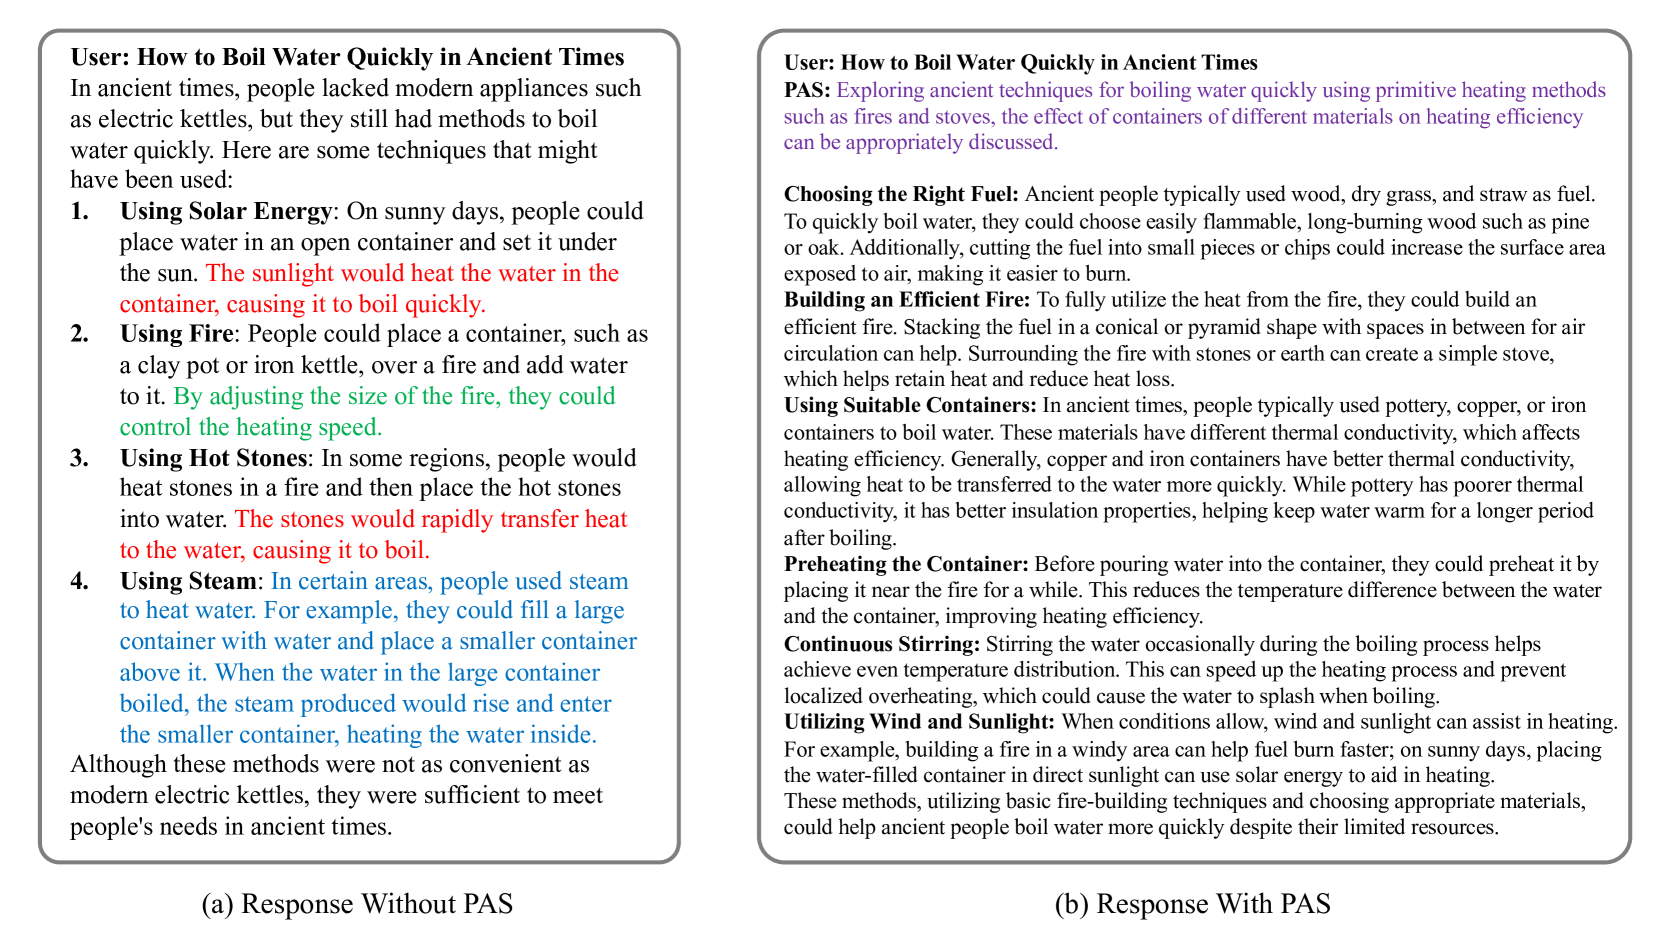 User: How to Boil Water Quickly in Ancient Times
In ancient times, people lacked modern appliances such
as electric kettles, but they still had methods to boil
water quickly. Here are some techniques that might
have been used:
1. Using Solar Energy: On sunny days, people could
place water in an open container and set it under
the sun. The sunlight would heat the water in the
container, causing it to boil quickly.
2. Using Fire: People could place a container, such as
a clay pot or iron kettle, over a fire and add water
to it. By adjusting the size of the fire, they could
control the heating speed.
3. Using Hot Stones: In some regions, people would
heat stones in a fire and then place the hot stones
into water. The stones would rapidly transfer heat
to the water, causing it to boil.
4. Using Steam: In certain areas, people used steam
to heat water. For example, they could fill a large
container with water and place a smaller container
above it. When the water in the large container
boiled, the steam produced would rise and enter
the smaller container, heating the water inside.
Although these methods were not as convenient as
modern electric kettles, they were sufficient to meet
people's needs in ancient times.
(a) Response Without PAS
User: How to Boil Water Quickly in Ancient Times
PAS: Exploring ancient techniques for boiling water quickly using primitive heating methods
such as fires and stoves, the effect of containers of different materials on heating efficiency
can be appropriately discussed.
Choosing the Right Fuel: Ancient people typically used wood, dry grass, and straw as fuel.
To quickly boil water, they could choose easily flammable, long-burning wood such as pine
or oak. Additionally, cutting the fuel into small pieces or chips could increase the surface area
exposed to air, making it easier to burn.
Building an Efficient Fire: To fully utilize the heat from the fire, they could build an
efficient fire. Stacking the fuel in a conical or pyramid shape with spaces in between for air
circulation can help. Surrounding the fire with stones or earth can create a simple stove,
which helps retain heat and reduce heat loss.
Using Suitable Containers: In ancient times, people typically used pottery, copper, or iron
containers to boil water. These materials have different thermal conductivity, which affects
heating efficiency. Generally, copper and iron containers have better thermal conductivity,
allowing heat to be transferred to the water more quickly. While pottery has poorer thermal
conductivity, it has better insulation properties, helping keep water warm for a longer period
after boiling.
Preheating the Container: Before pouring water into the container, they could preheat it by
placing it near the fire for a while. This reduces the temperature difference between the water
and the container, improving heating efficiency.
Continuous Stirring: Stirring the water occasionally during the boiling process helps
achieve even temperature distribution. This can speed up the heating process and prevent
localized overheating, which could cause the water to splash when boiling.
Utilizing Wind and Sunlight: When conditions allow, wind and sunlight can assist in heating.
For example, building a fire in a windy area can help fuel burn faster; on sunny days, placing
the water-filled container in direct sunlight can use solar energy to aid in heating.
These methods, utilizing basic fire-building techniques and choosing appropriate materials,
could help ancient people boil water more quickly despite their limited resources.
(b) Response With PAS